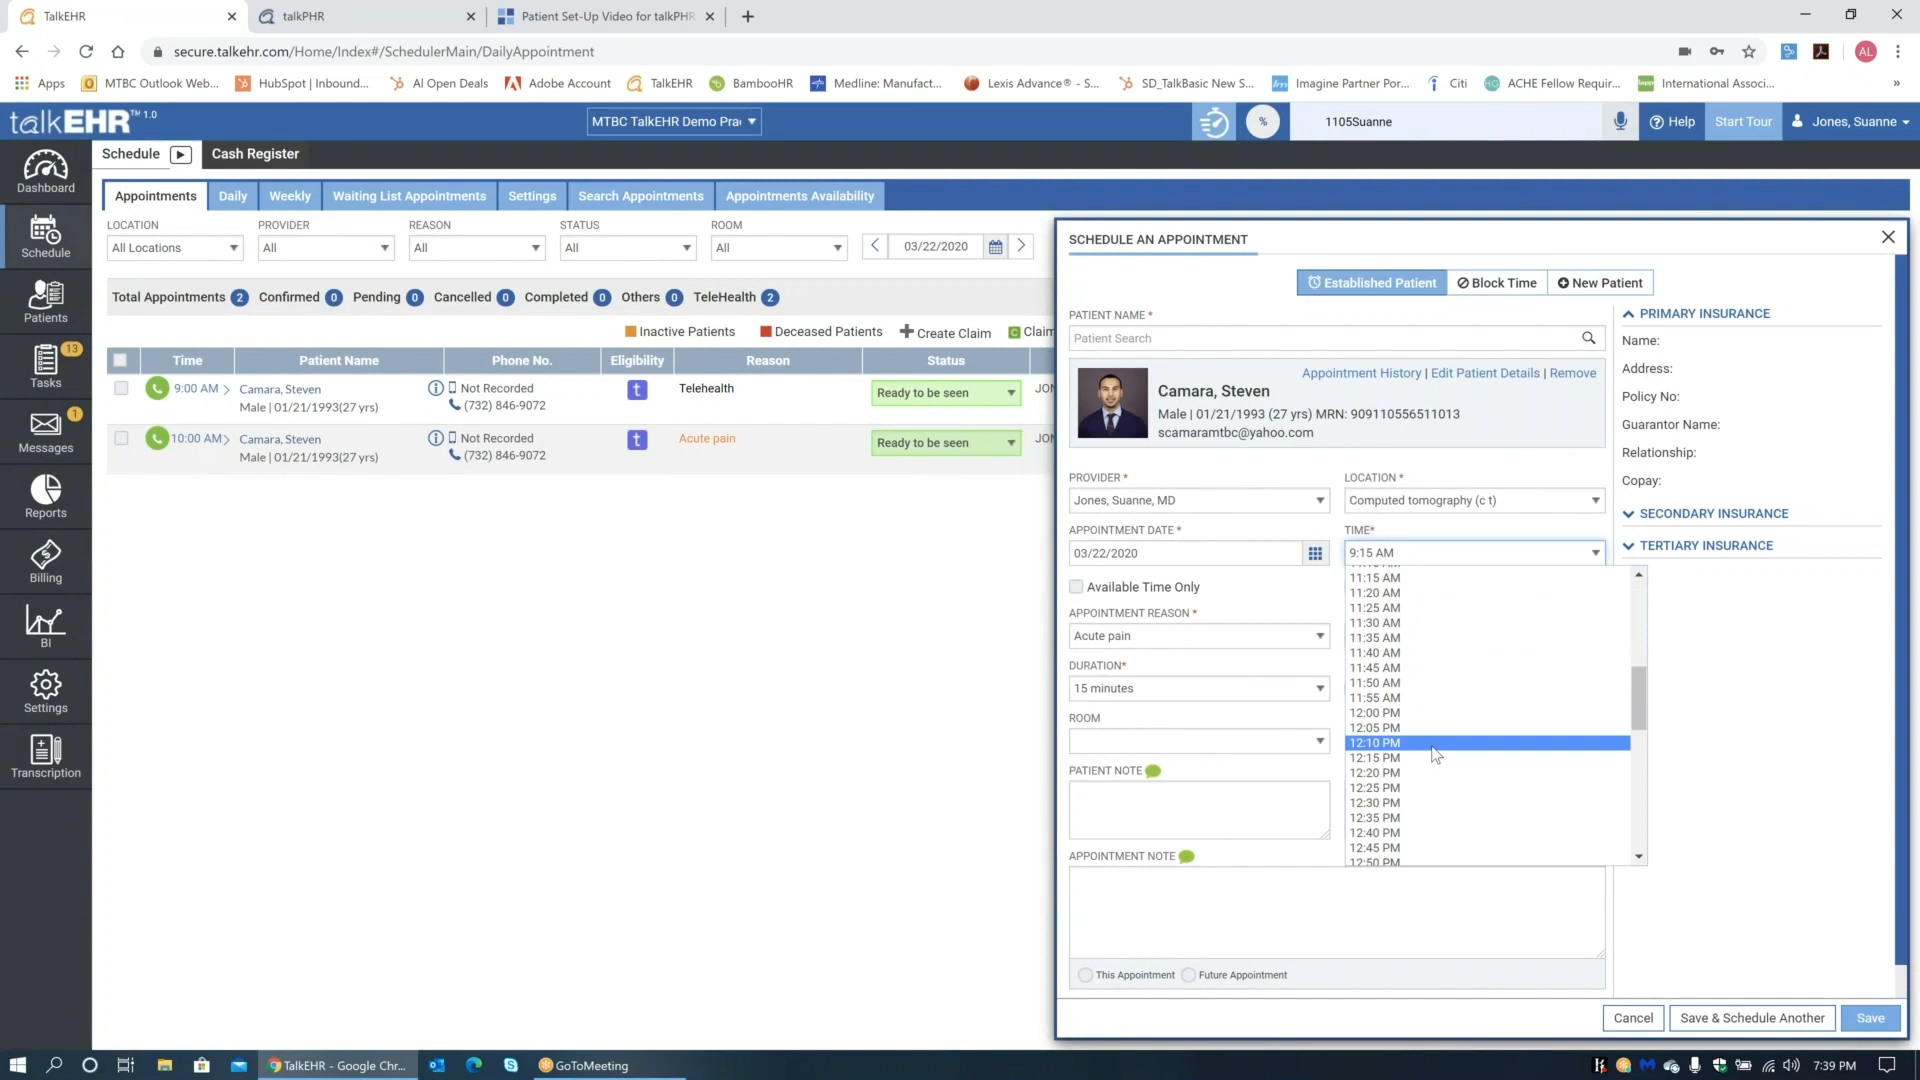 TalkEHR
talkPHR
Patient Set-Up Video for talkPHR
secure.talkehr.com/Home/Index#/SchedulerMain/DailyAppointment
AL
Apps
MTBC Outlook Web...
HubSpot | Inbound...
AI Open Deals
Adobe Account
TalkEHR
BambooHR
Medline: Manufact...
Lexis Advance® - S...
SD_TalkBasic New S...
Imagine Partner Por...
Citi
ACHE Fellow Requir...
International Associ...
»
talkEHR™ 1.0
MTBC TalkEHR Demo Prac
%
1105Suanne
Help
Start Tour
Jones, Suanne
Dashboard
Schedule
Patients
Tasks
13
Messages
1
Reports
Billing
BI
Settings
Transcription
Schedule
Cash Register
Appointments
Daily
Weekly
Waiting List Appointments
Settings
Search Appointments
Appointments Availability
LOCATION
PROVIDER
REASON
STATUS
ROOM
All Locations
All
All
All
All
03/22/2020
Total Appointments 2 Confirmed 0 Pending 0 Cancelled 0 Completed 0 Others 0 TeleHealth 2
Inactive Patients
Deceased Patients
Create Claim
C Claim
Time
Patient Name
Phone No.
Eligibility
Reason
Status
9:00 AM
Camara, Steven
Male | 01/21/1993(27 yrs)
Not Recorded
(732) 846-9072
t
Telehealth
Ready to be seen
JON
10:00 AM
Camara, Steven
Male | 01/21/1993(27 yrs)
Not Recorded
(732) 846-9072
t
Acute pain
Ready to be seen
JON
SCHEDULE AN APPOINTMENT
Established Patient
Block Time
New Patient
PATIENT NAME *
Patient Search
Appointment History | Edit Patient Details | Remove
Camara, Steven
Male | 01/21/1993 (27 yrs) MRN: 909110556511013
scamaramtbc@yahoo.com
PROVIDER *
Jones, Suanne, MD
LOCATION *
Computed tomography (c t)
APPOINTMENT DATE *
03/22/2020
TIME*
9:15 AM
Available Time Only
APPOINTMENT REASON *
Acute pain
DURATION*
15 minutes
ROOM
PATIENT NOTE
APPOINTMENT NOTE
11:15 AM
11:20 AM
11:25 AM
11:30 AM
11:35 AM
11:40 AM
11:45 AM
11:50 AM
11:55 AM
12:00 PM
12:05 PM
12:10 PM
12:15 PM
12:20 PM
12:25 PM
12:30 PM
12:35 PM
12:40 PM
12:45 PM
12:50 PM
This Appointment
Future Appointment
PRIMARY INSURANCE
Name:
Address:
Policy No:
Guarantor Name:
Relationship:
Copay:
SECONDARY INSURANCE
TERTIARY INSURANCE
Cancel
Save & Schedule Another
Save
TalkEHR - Google Chr...
GoToMeeting
7:39 PM